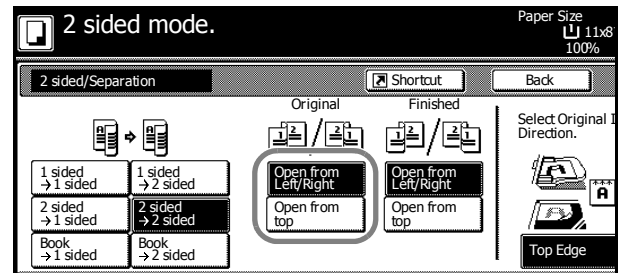 2 sided mode.
Paper Size
11x8
100%
2 sided/Separation
Shortcut
Back
Original
Finished
Select Original
Direction.
1 sided
→1 sided
1 sided
→2 sided
2 sided
→1 sided
2 sided
→2 sided
Book
→1 sided
Book
→2 sided
Open from
Left/Right
Open from
top
Open from
Left/Right
Open from
top
Top Edge